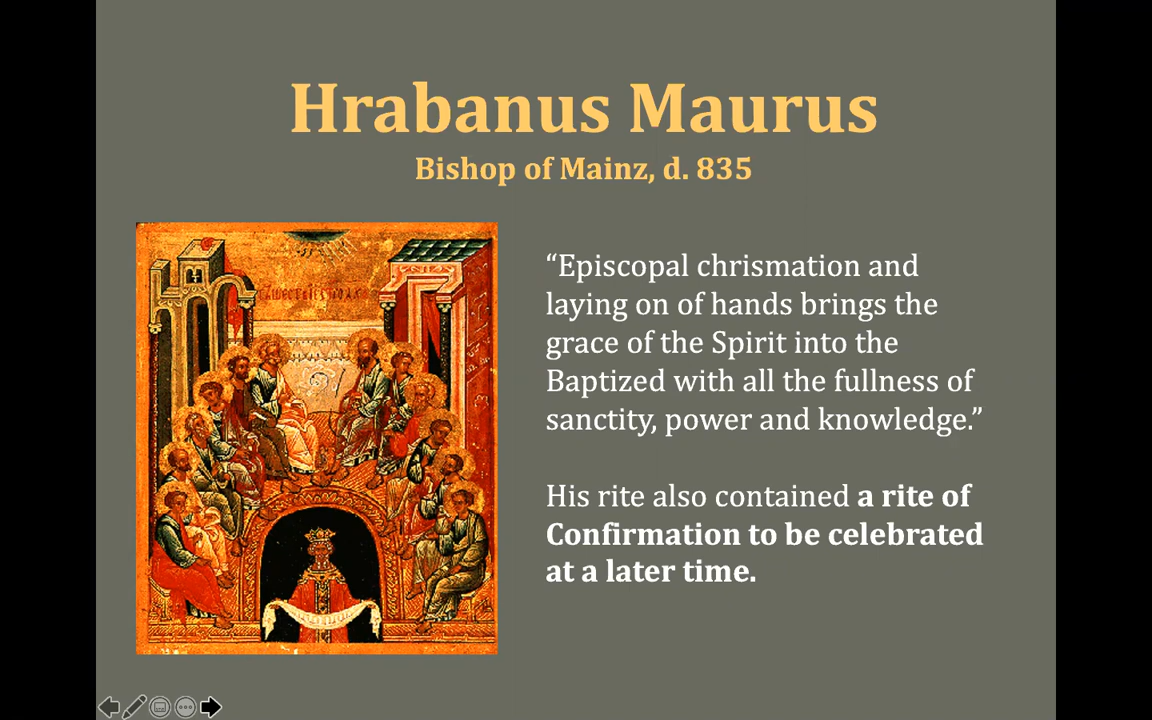 Hrabanus Maurus
Bishop of Mainz, d. 835
“Episcopal chrismation and
laying on of hands brings the
grace of the Spirit into the
Baptized with all the fullness of
sanctity, power and knowledge.”
His rite also contained a rite of
Confirmation to be celebrated
at a later time.